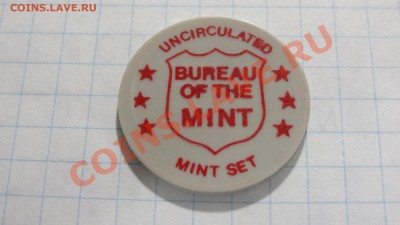 COINS.LAVE.RU
UNCIRCULATED
BUREAU
OF THE
MINT
MINT SET
COINS.LAVE.RU